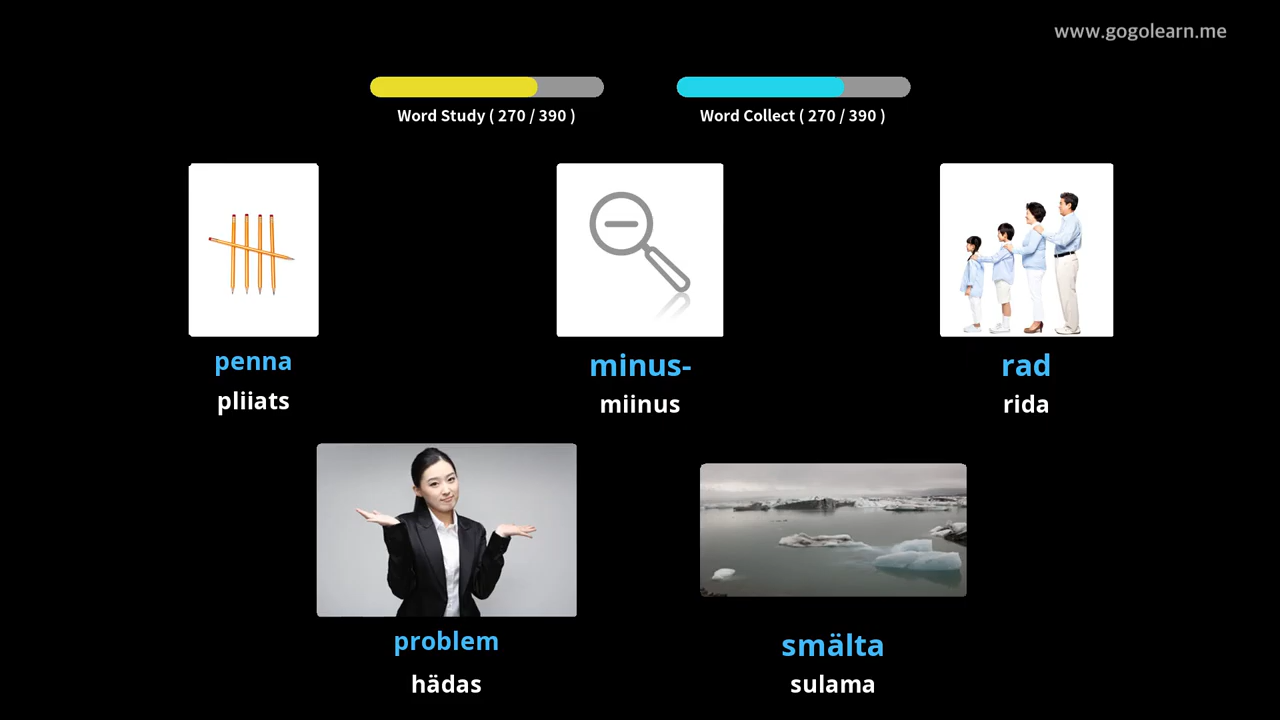 www.gogolearn.me
Word Study ( 270 / 390 )
Word Collect ( 270 / 390 )
penna
pliiats
minus-
miinus
rad
rida
problem
hädas
smälta
sulama